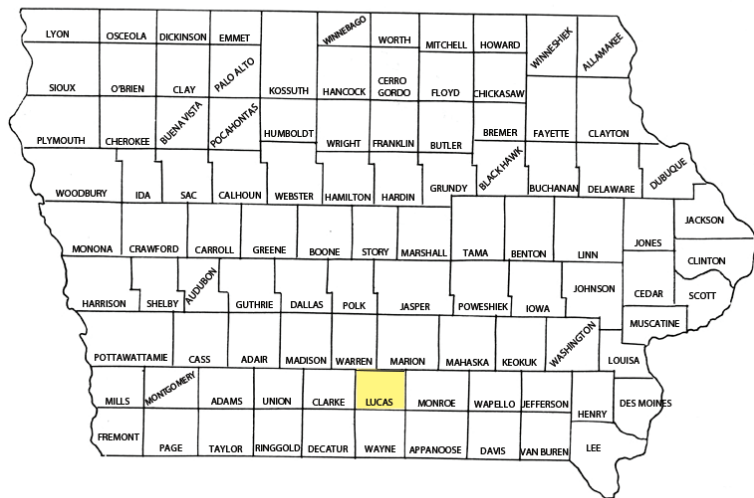 LYON OSCEOLA DICKINSON EMMET WINNEBAGO WORTH MITCHELL HOWARD WINNESHIEK ALLAMAKEE
SIOUX O'BRIEN CLAY PALO ALTO KOSSUTH HANCOCK CERRO GORDO FLOYD CHICKASAW
PLYMOUTH CHEROKEE BUENA VISTA POCAHONTAS HUMBOLDT WRIGHT FRANKLIN BUTLER BREMER FAYETTE CLAYTON
WOODBURY IDA SAC CALHOUN WEBSTER HAMILTON HARDIN GRUNDY BLACK HAWK BUCHANAN DELAWARE DUBUQUE
MONONA CRAWFORD CARROLL GREENE BOONE STORY MARSHALL TAMA BENTON LINN JONES JACKSON
CLINTON
HARRISON SHELBY AUDUBON GUTHRIE DALLAS POLK JASPER POWESHIEK IOWA JOHNSON CEDAR SCOTT
MUSCATINE
POTTAWATTAMIE CASS ADAIR MADISON WARREN MARION MAHASKA KEOKUK WASHINGTON LOUISA
MILLS MONTGOMERY ADAMS UNION CLARKE LUCAS MONROE WAPELLO JEFFERSON HENRY DES MOINES
FREMONT PAGE TAYLOR RINGGOLD DECATUR WAYNE APPANOOSE DAVIS VAN BUREN LEE